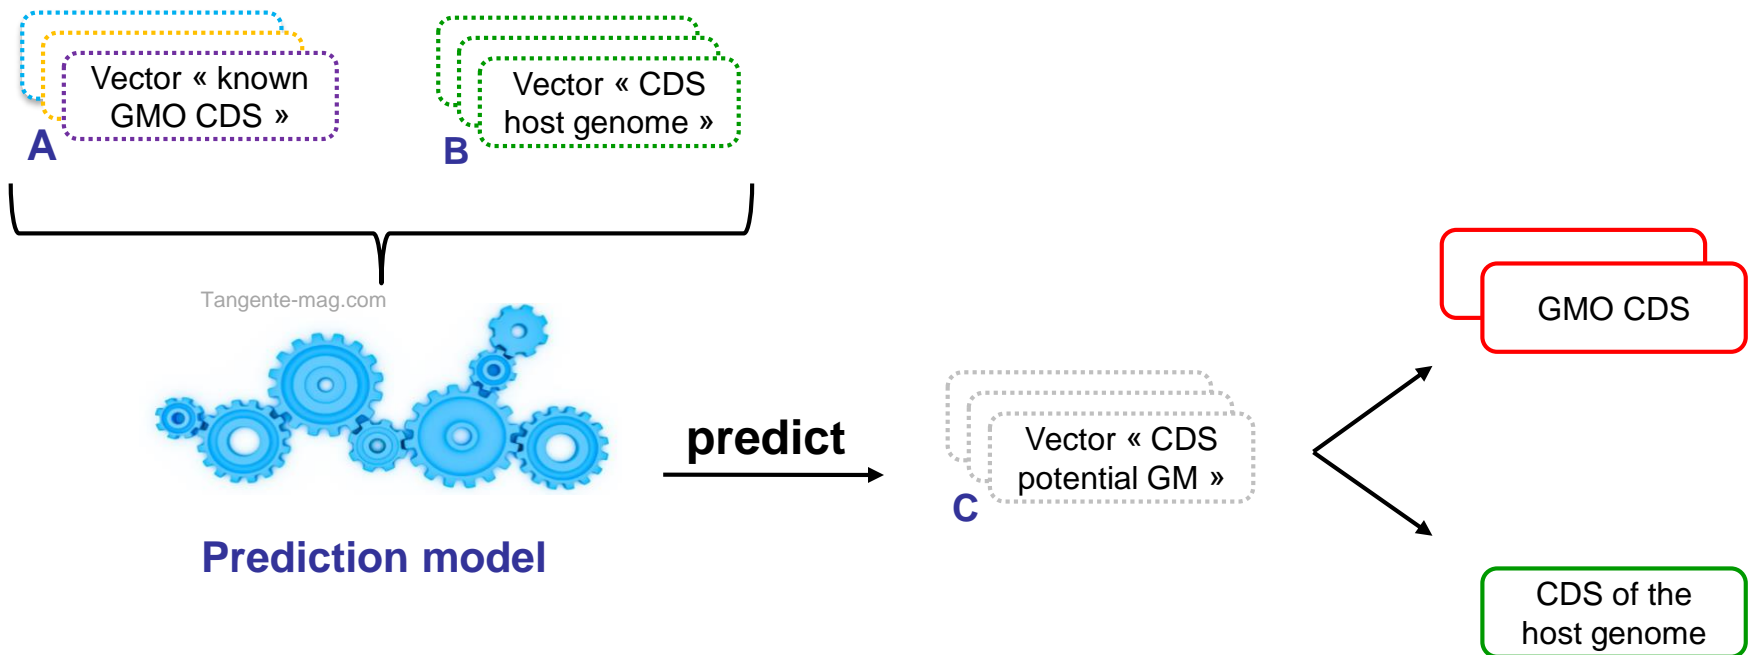 Vector « known
GMO CDS »
A
Vector « CDS
host genome »
B
Tangente-mag.com
Prediction model
predict
Vector « CDS
potential GM »
C
GMO CDS
CDS of the
host genome